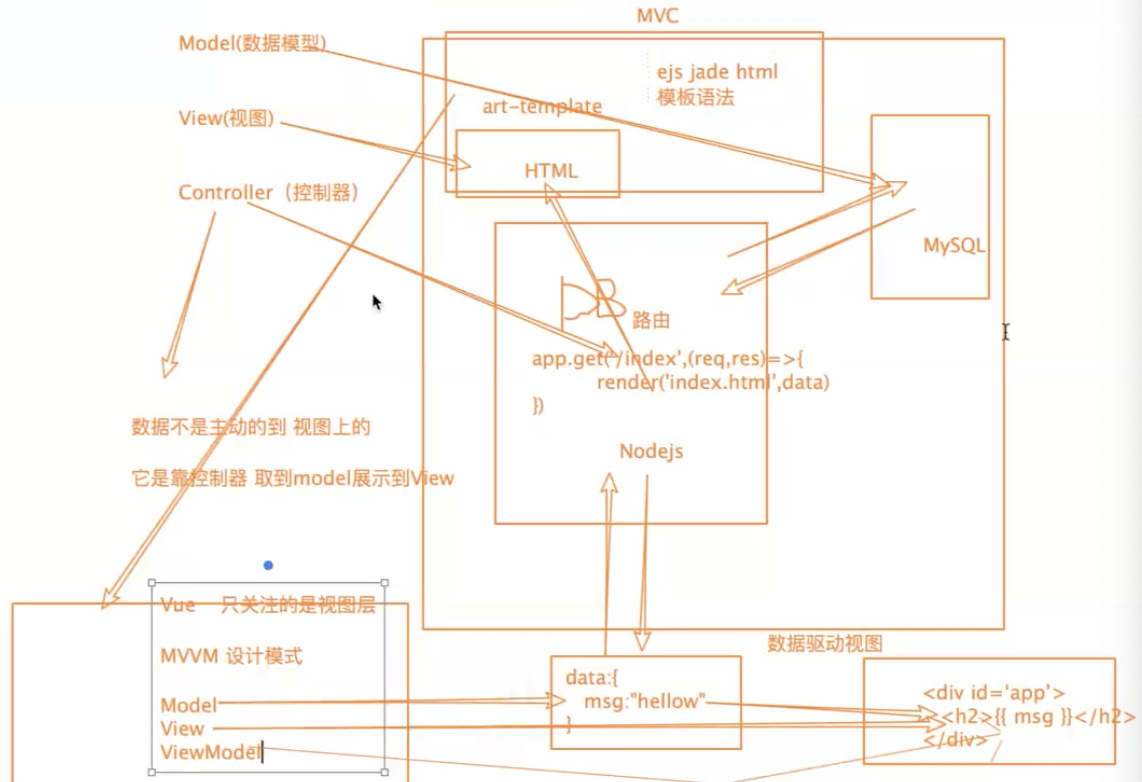 MVC
Model(数据模型)
ejs jade html
模板语法
art-template
View(视图)
HTML
Controller（控制器）
MySQL
路由
app.get('/index',(req,res)=>{
render('index.html',data)
})
数据不是主动的到 视图上的
Nodejs
它是靠控制器 取到model展示到View
Vue 只关注的是视图层
MVVM 设计模式
Model
View
ViewModel
data:{
msg:"hellow"
}
数据驱动视图
<div id='app'>
<h2>{{ msg }}</h2>
</div>